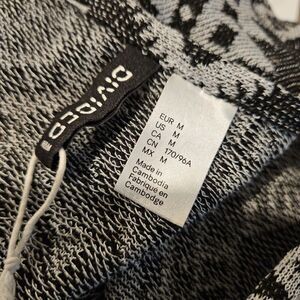 DIVIDED
EUR M
US M
CA M
CN 170/96A
MX M
Made in
Cambodia
Fabriqué en
Cambodge